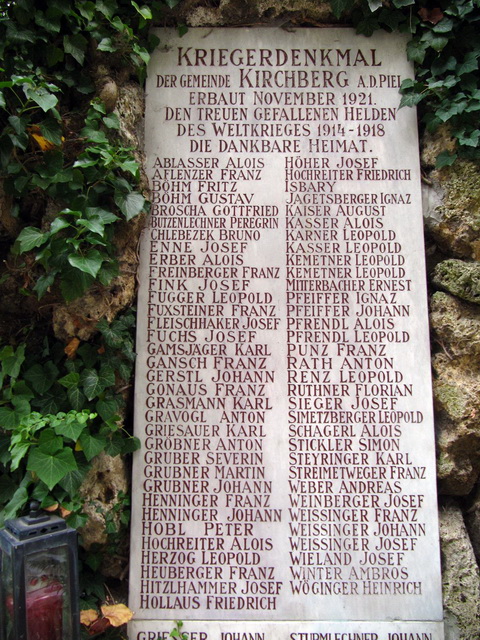 KRIEGERDENKMAL
DER GEMEINDE KIRCHBERG A.D. PIEL.
ERBAUT NOVEMBER 1921.
DEN TREUEN GEFALLENEN HELDEN
DES WELTKRIEGES 1914-1918
DIE DANKBARE HEIMAT.
ABLASSER ALOIS
AFLENZER FRANZ
BÖHM FRITZ
BÖHM GUSTAV
BROSCHA GOTTFRIED
BUTZENLECHNER PEREGRIN
CHLEBEZEK BRUNO
ENNE JOSEF
ERBER ALOIS
FREINBERGER FRANZ
FINK JOSEF
FUGGER LEOPOLD
FUXSTEINER FRANZ
FLEISCHHAKER JOSEF
FUCHS JOSEF
GAMSJÄGER KARL
GANSCH FRANZ
GERSTL JOHANN
GONAUS FRANZ
GRASMANN KARL
GRAVOGL ANTON
GRIESAUER KARL
GRÖBNER ANTON
GRUBER SEVERIN
GRUBNER MARTIN
GRUBNER JOHANN
HENNINGER FRANZ
HENNINGER JOHANN
HOBL PETER
HOCHREITER ALOIS
HERZOG LEOPOLD
HEUBERGER FRANZ
HITZLHAMMER JOSEF
HOLLAUS FRIEDRICH
HÖHER JOSEF
HOCHREITER FRIEDRICH
ISBARY
JAGETSBERGER IGNAZ
KAISER AUGUST
KASSER ALOIS
KARNER LEOPOLD
KASSER LEOPOLD
KEMETNER LEOPOLD
KEMETNER LEOPOLD
MITTERBACHER ERNEST
PFEIFFER IGNAZ
PFEIFFER JOHANN
PFRENDL ALOIS
PFRENDL LEOPOLD
PUNZ FRANZ
RATH ANTON
RENZ LEOPOLD
RUTHNER FLORIAN
SIEGER JOSEF
SIMETZBERGER LEOPOLD
SCHAGERL ALOIS
STICKLER SIMON
STEYRINGER KARL
STREIMETWEGER FRANZ
WEBER ANDREAS
WEINBERGER JOSEF
WEISSINGER FRANZ
WEISSINGER JOHANN
WEISSINGER JOSEF
WIELAND JOSEF
WINTER AMBROS
WÖGINGER HEINRICH
GRIESSER JOHANN
STURMLECHNER JOHANN